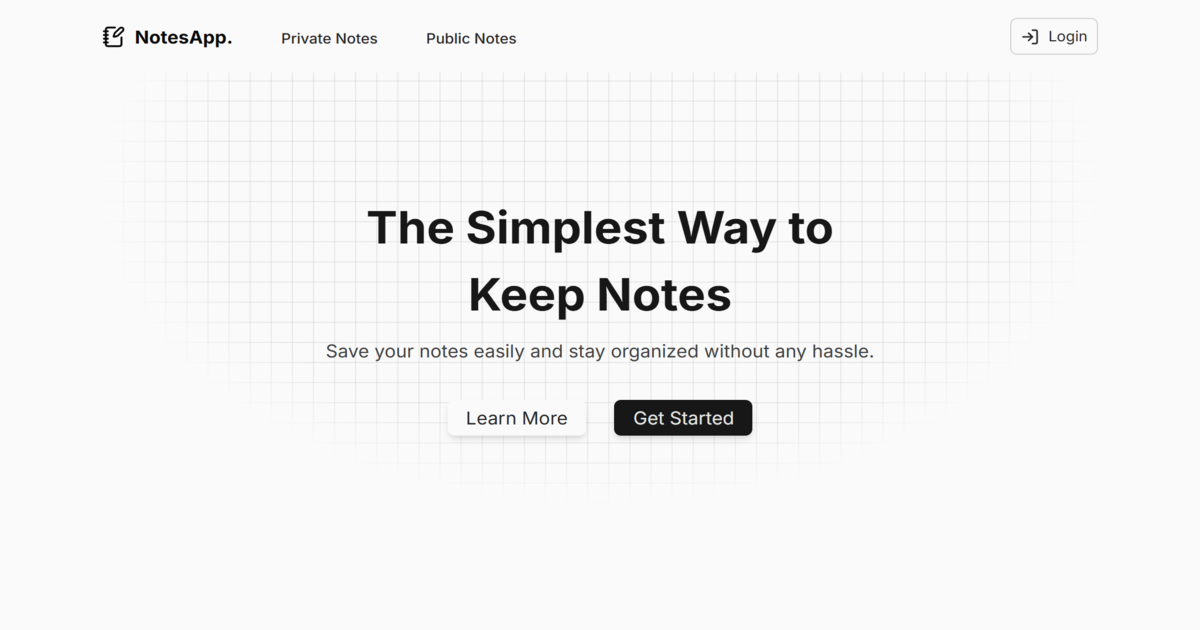 NotesApp.
Private Notes
Public Notes
Login
The Simplest Way to
Keep Notes
Save your notes easily and stay organized without any hassle.
Learn More
Get Started